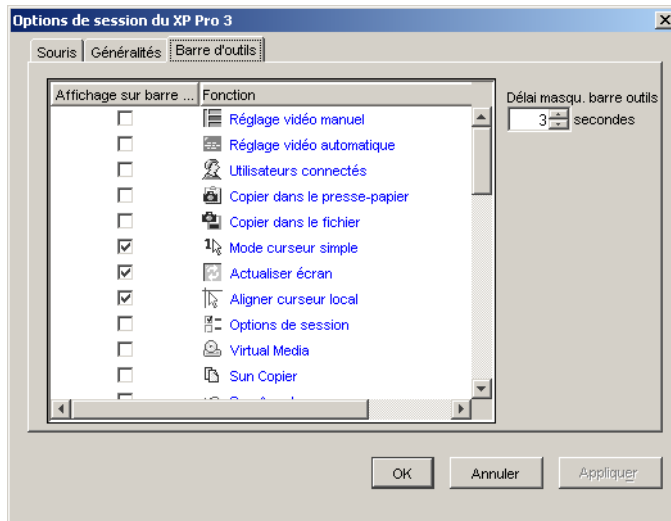 Options de session du XP Pro 3
Souris Généralités Barre d'outils
Affichage sur barre ... Fonction
Réglage vidéo manuel
Réglage vidéo automatique
Utilisateurs connectés
Copier dans le presse-papier
Copier dans le fichier
Mode curseur simple
Actualiser écran
Aligner curseur local
Options de session
Virtual Media
Sun Copier
Délai masqu. barre outils
3 secondes
OK Annuler Appliquer